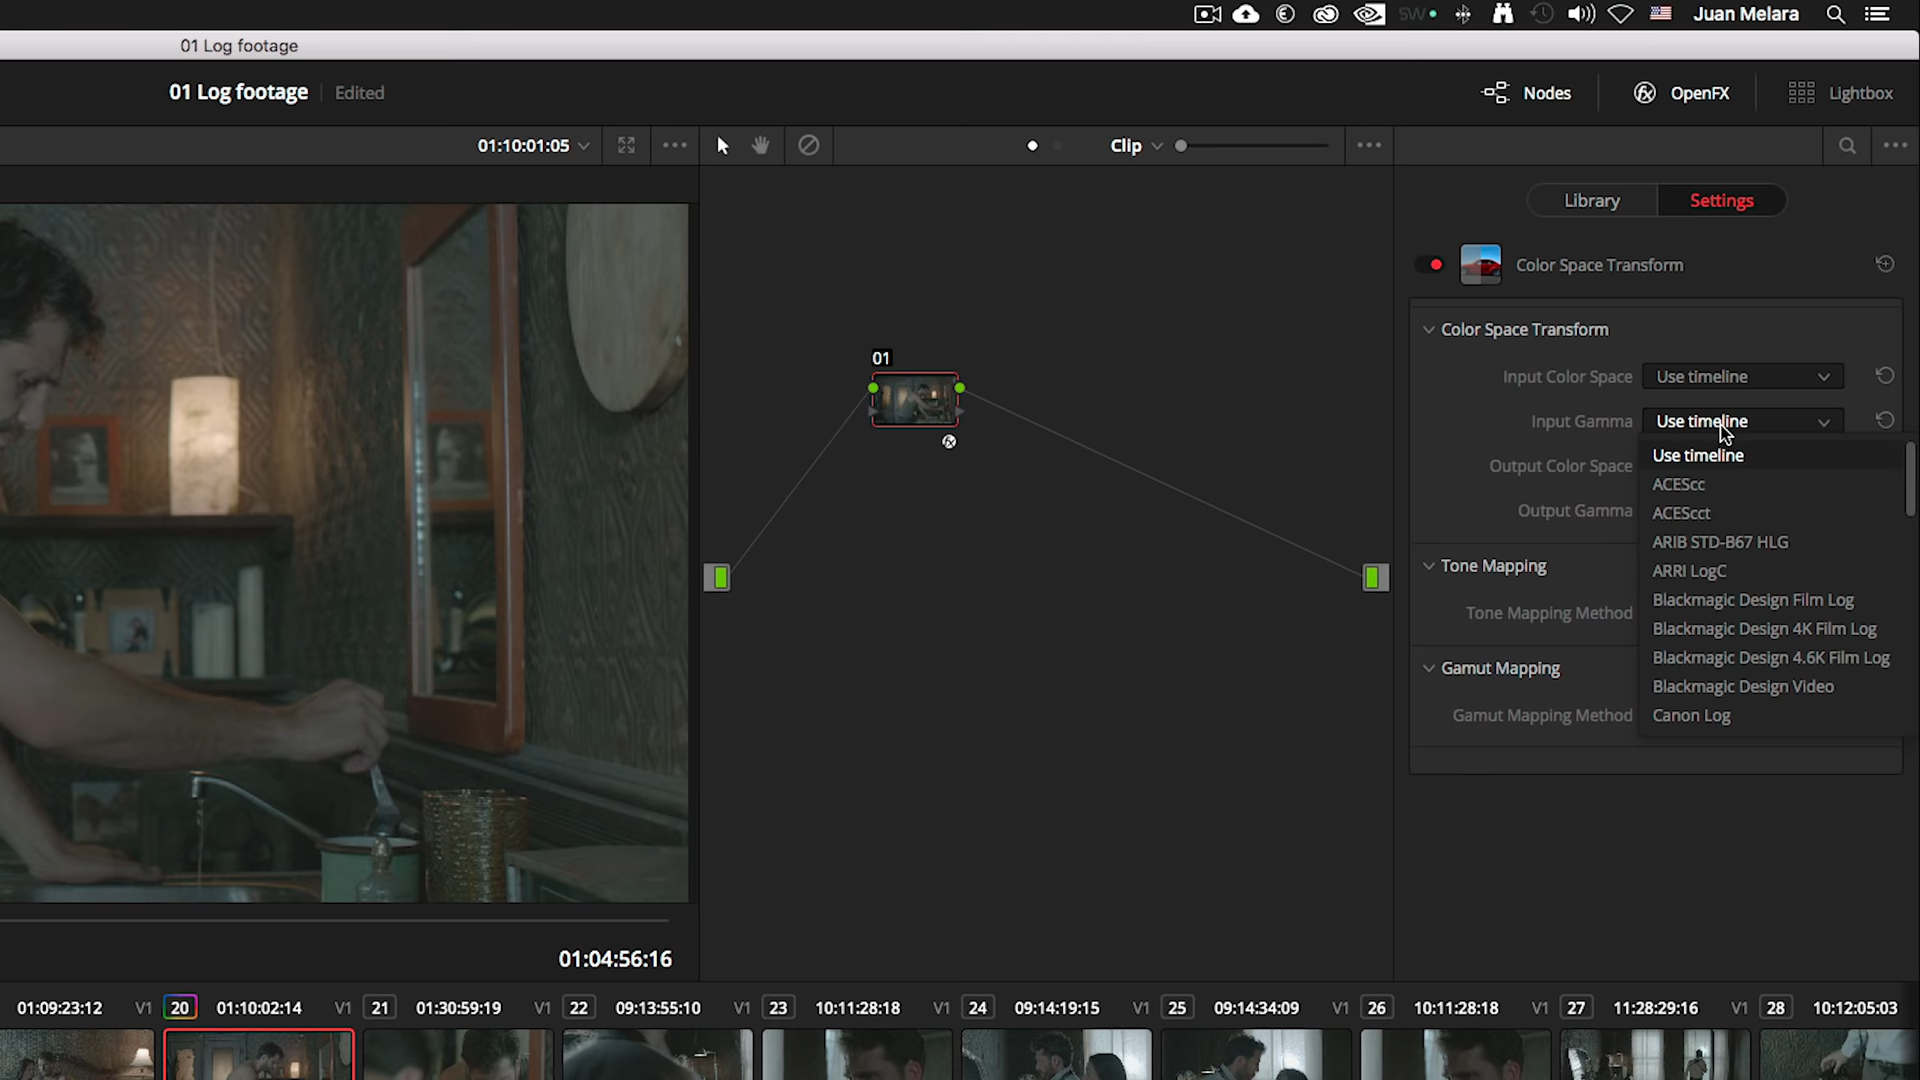 SW
Juan Melara
01 Log footage
01 Log footage
Edited
Nodes
OpenFX
Lightbox
01:10:01:05
Clip
Library
Settings
Color Space Transform
Color Space Transform
Input Color Space
Use timeline
Input Gamma
Use timeline
Output Color Space
Output Gamma
Use timeline
ACEScc
ACEScct
ARIB STD-B67 HLG
ARRI LogC
Blackmagic Design Film Log
Blackmagic Design 4K Film Log
Blackmagic Design 4.6K Film Log
Blackmagic Design Video
Canon Log
Tone Mapping
Tone Mapping Method
Gamut Mapping
Gamut Mapping Method
01
01:04:56:16
01:09:23:12 V1 20 01:10:02:14 V1 21 01:30:59:19 V1 22 09:13:55:10 V1 23 10:11:28:18 V1 24 09:14:19:15 V1 25 09:14:34:09 V1 26 10:11:28:18 V1 27 11:28:29:16 V1 28 10:12:05:03